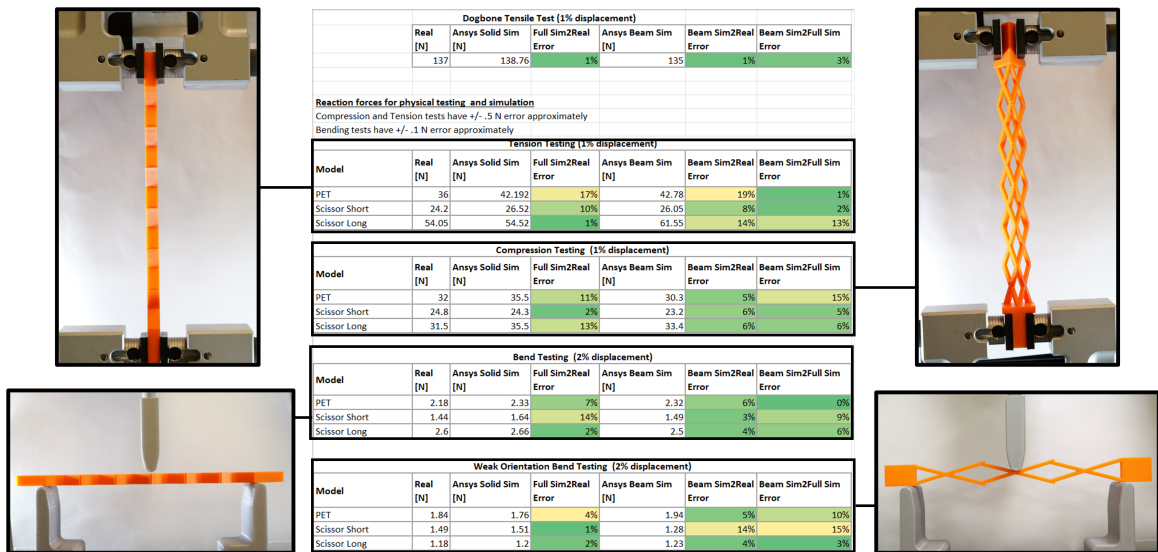 Dogbone Tensile Test (1% displacement)
Real [N] Ansys Solid Sim [N] Full Sim2Real Error Ansys Beam Sim [N] Beam Sim2Real Error Beam Sim2Full Sim Error
137 138.76 1% 135 1% 3%
Reaction forces for physical testing and simulation
Compression and Tension tests have +/- .5 N error approximately
Bending tests have +/- .1 N error approximately
Tension Testing (1% displacement)
Model Real [N] Ansys Solid Sim [N] Full Sim2Real Error Ansys Beam Sim [N] Beam Sim2Real Error Beam Sim2Full Sim Error
PET 36 42.192 17% 42.78 19% 1%
Scissor Short 24.2 26.52 10% 26.05 8% 2%
Scissor Long 54.05 54.52 1% 61.55 14% 13%
Compression Testing (1% displacement)
Model Real [N] Ansys Solid Sim [N] Full Sim2Real Error Ansys Beam Sim [N] Beam Sim2Real Error Beam Sim2Full Sim Error
PET 32 35.5 11% 30.3 5% 15%
Scissor Short 24.8 24.3 2% 23.2 6% 5%
Scissor Long 31.5 35.5 13% 33.4 6% 6%
Bend Testing (2% displacement)
Model Real [N] Ansys Solid Sim [N] Full Sim2Real Error Ansys Beam Sim [N] Beam Sim2Real Error Beam Sim2Full Sim Error
PET 2.18 2.33 7% 2.32 6% 0%
Scissor Short 1.44 1.64 14% 1.49 3% 9%
Scissor Long 2.6 2.66 2% 2.5 4% 6%
Weak Orientation Bend Testing (2% displacement)
Model Real [N] Ansys Solid Sim [N] Full Sim2Real Error Ansys Beam Sim [N] Beam Sim2Real Error Beam Sim2Full Sim Error
PET 1.84 1.76 4% 1.94 5% 10%
Scissor Short 1.49 1.51 1% 1.28 14% 15%
Scissor Long 1.18 1.2 2% 1.23 4% 3%